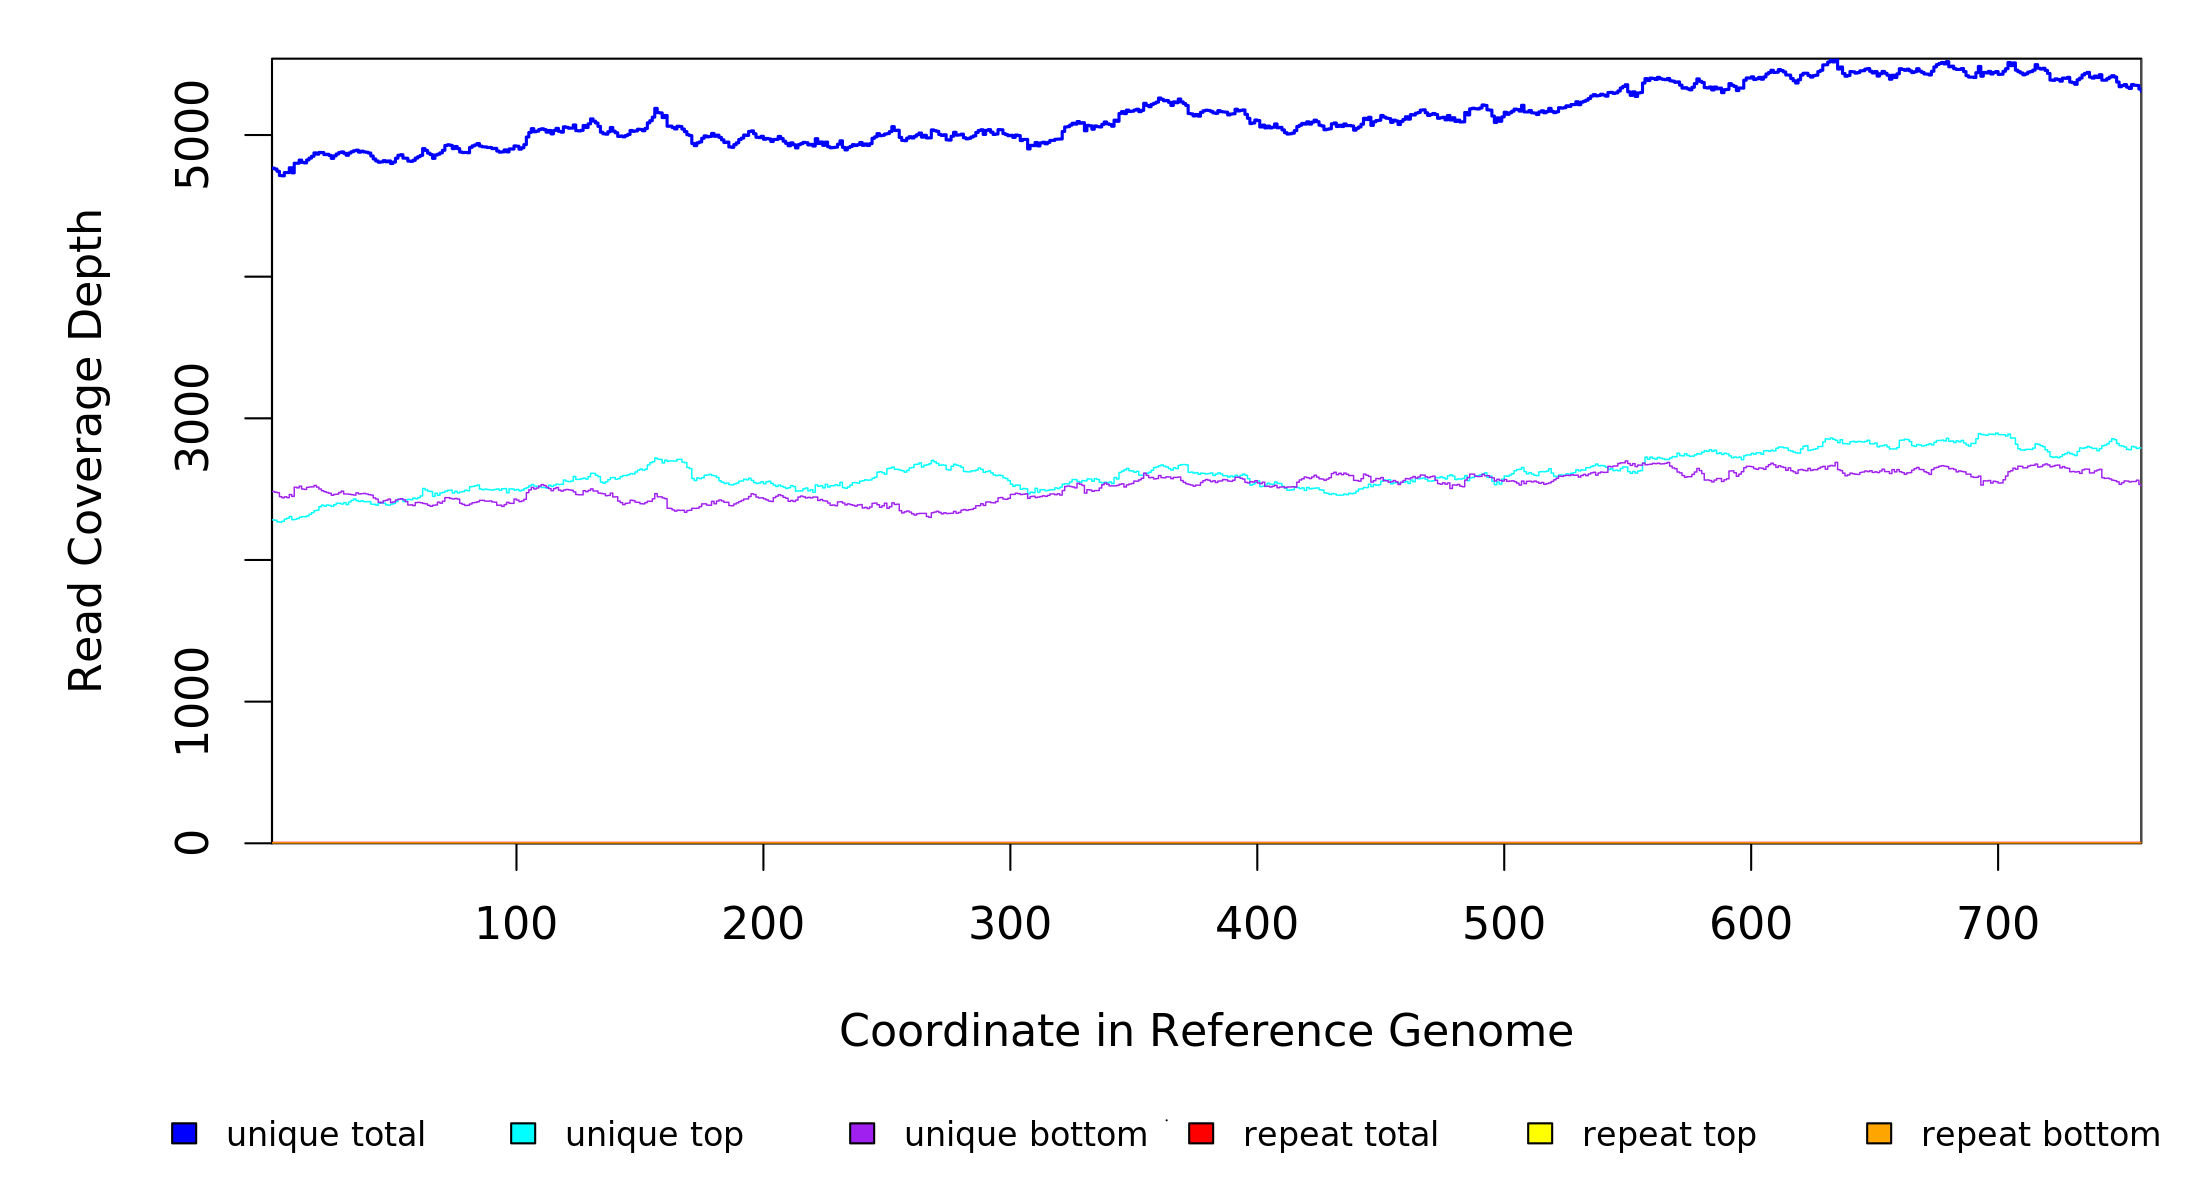 Read Coverage Depth
5000
3000
1000
0
100 200 300 400 500 600 700
Coordinate in Reference Genome
unique total unique top unique bottom repeat total repeat top repeat bottom